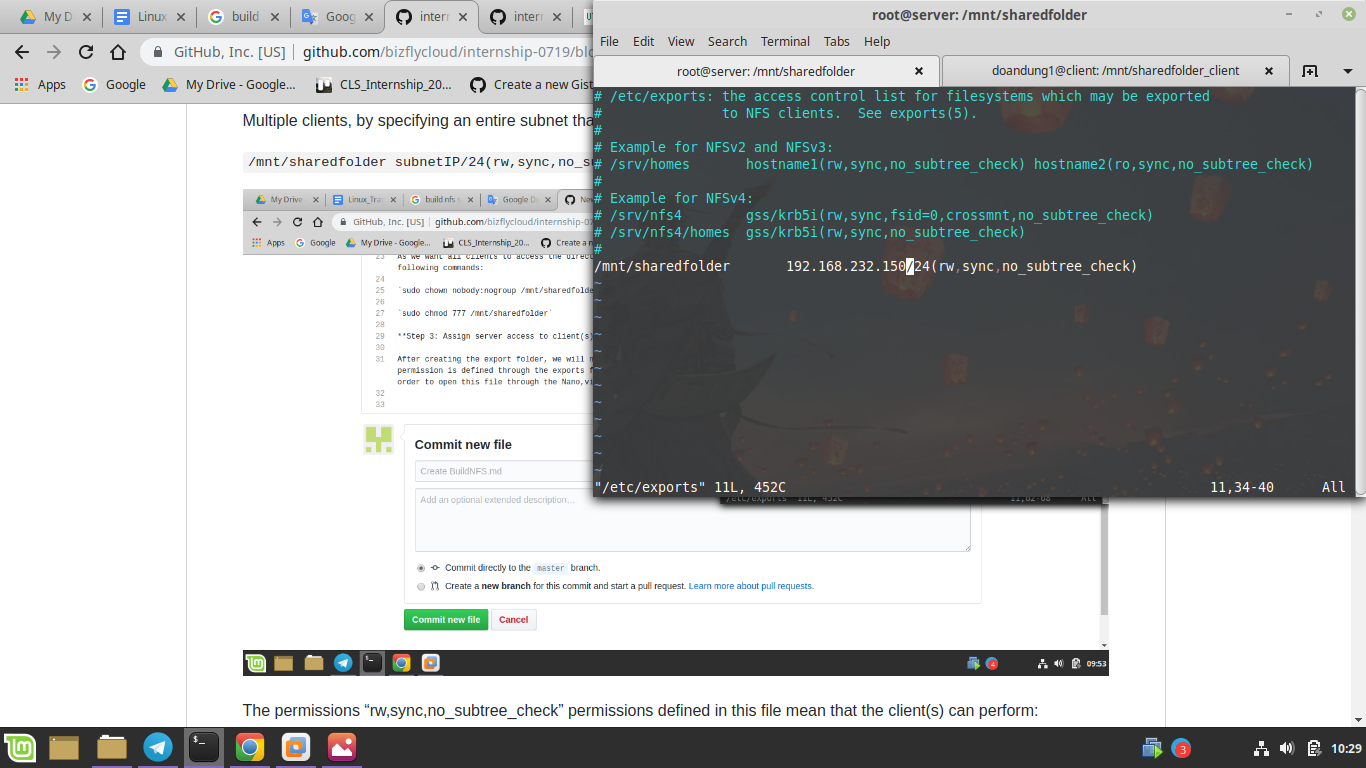 My D
Linux
build
Goog
intern
intern
root@server: /mnt/sharedfolder
GitHub, Inc. [US] | github.com/bizflycloud/internship-0719/blo
File Edit View Search Terminal Tabs Help
Apps Google My Drive - Google... CLS_Internship_20... Create a new Gist
root@server: /mnt/sharedfolder
doandung1@client: /mnt/sharedfolder_client
# /etc/exports: the access control list for filesystems which may be exported
# to NFS clients. See exports(5).
#
# Example for NFSv2 and NFSv3:
# /srv/homes hostname1(rw,sync,no_subtree_check) hostname2(ro,sync,no_subtree_check)
#
# Example for NFSv4:
# /srv/nfs4 gss/krb5i(rw,sync,fsid=0,crossmnt,no_subtree_check)
# /srv/nfs4/homes gss/krb5i(rw,sync,no_subtree_check)
#
/mnt/sharedfolder 192.168.232.150/24(rw,sync,no_subtree_check)
~
~
~
~
~
~
~
~
~
~
~
~
"/etc/exports" 11L, 452C 11,34-40 All
Multiple clients, by specifying an entire subnet tha
/mnt/sharedfolder subnetIP/24(rw,sync,no_su
My Drive Linux_Tra build nfs s Google D Ne
GitHub, Inc. [US] | github.com/bizflycloud/internship-07
Apps Google My Drive - Google... CLS_Internship_20... Create a n
23 As we want all clients to access the direct
following commands:
24
25 `sudo chown nobody:nogroup /mnt/sharedfolde
26
27 `sudo chmod 777 /mnt/sharedfolder`
28
29 **Step 3: Assign server access to client(s)
30
31 After creating the export folder, we will n
permission is defined through the exports f
order to open this file through the Nano,vi
32
33
Commit new file
Create BuildNFS.md
Add an optional extended description...
"/etc/exports" 11L, 452C 11,62-68 All
Commit directly to the master branch.
Create a new branch for this commit and start a pull request. Learn more about pull requests.
Commit new file Cancel
4 09:53
The permissions “rw,sync,no_subtree_check” permissions defined in this file mean that the client(s) can perform:
3 10:29